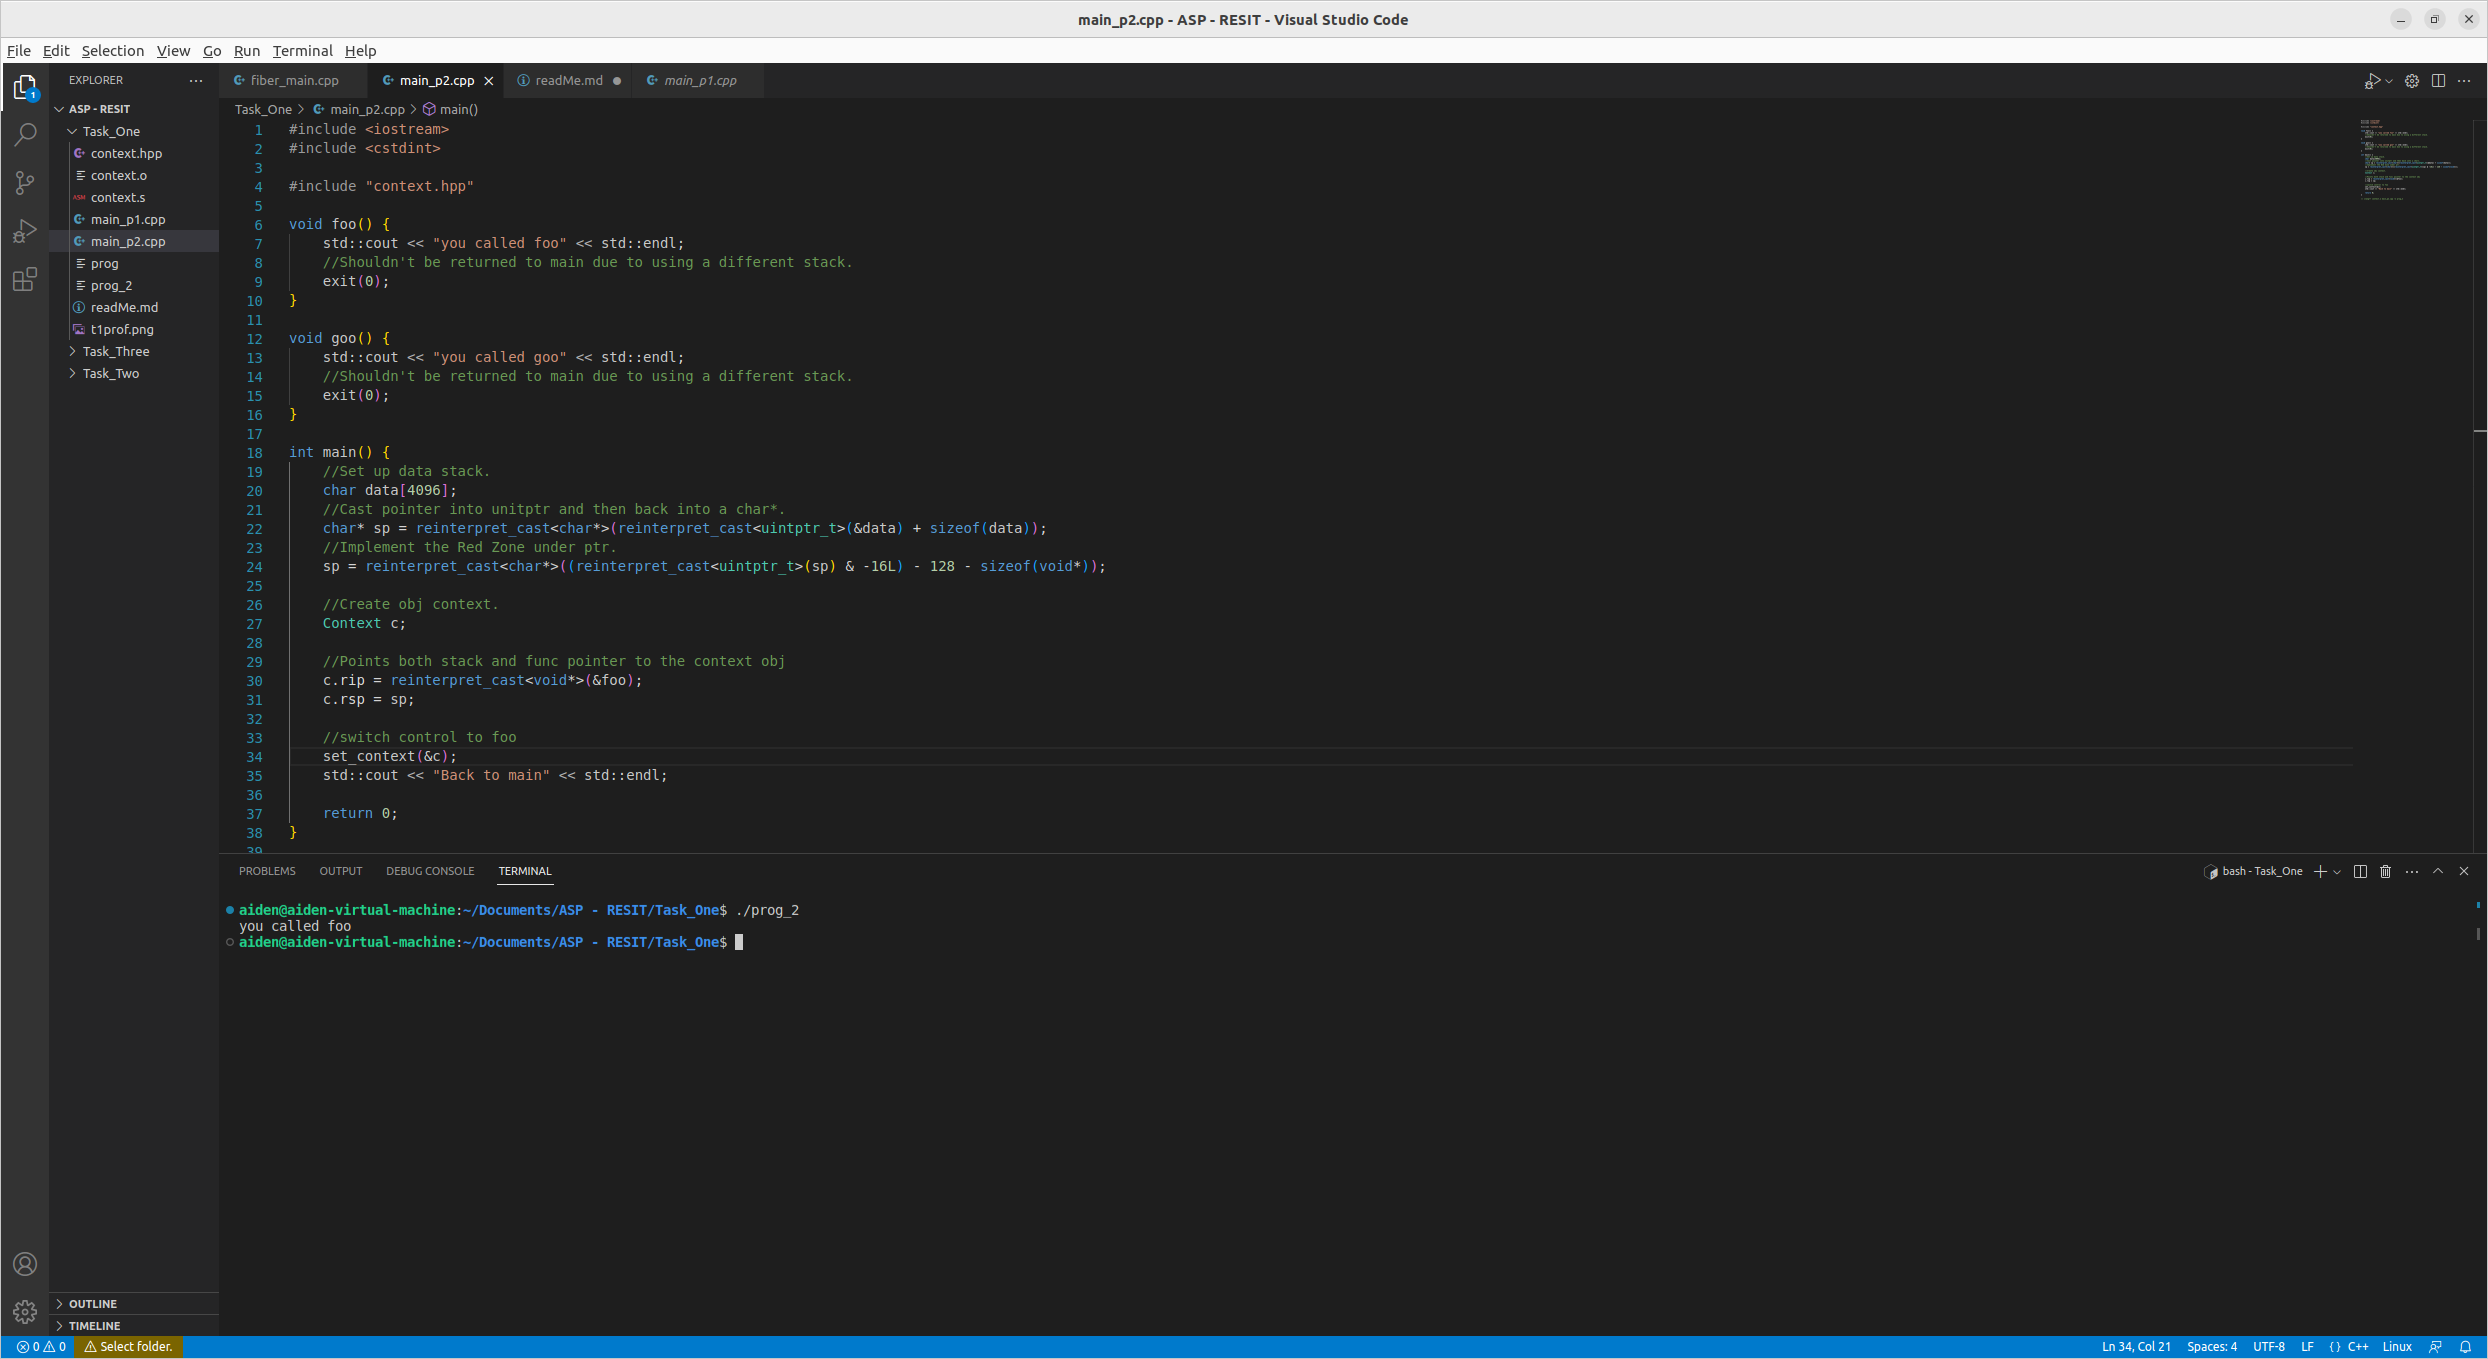 main_p2.cpp - ASP - RESIT - Visual Studio Code
File Edit Selection View Go Run Terminal Help
EXPLORER
1
ASP - RESIT
Task_One
context.hpp
context.o
ASM context.s
main_p1.cpp
main_p2.cpp
prog
prog_2
readMe.md
t1prof.png
Task_Three
Task_Two
OUTLINE
TIMELINE
fiber_main.cpp main_p2.cpp readMe.md main_p1.cpp
Task_One > main_p2.cpp > main()
1 #include <iostream>
2 #include <cstdint>
3
4 #include "context.hpp"
5
6 void foo() {
7 std::cout << "you called foo" << std::endl;
8 //Shouldn't be returned to main due to using a different stack.
9 exit(0);
10 }
11
12 void goo() {
13 std::cout << "you called goo" << std::endl;
14 //Shouldn't be returned to main due to using a different stack.
15 exit(0);
16 }
17
18 int main() {
19 //Set up data stack.
20 char data[4096];
21 //Cast pointer into unitptr and then back into a char*.
22 char* sp = reinterpret_cast<char*>(reinterpret_cast<uintptr_t>(&data) + sizeof(data));
23 //Implement the Red Zone under ptr.
24 sp = reinterpret_cast<char*>((reinterpret_cast<uintptr_t>(sp) & -16L) - 128 - sizeof(void*));
25
26 //Create obj context.
27 Context c;
28
29 //Points both stack and func pointer to the context obj
30 c.rip = reinterpret_cast<void*>(&foo);
31 c.rsp = sp;
32
33 //switch control to foo
34 set_context(&c);
35 std::cout << "Back to main" << std::endl;
36
37 return 0;
38 }
39
PROBLEMS OUTPUT DEBUG CONSOLE TERMINAL
bash - Task_One
aiden@aiden-virtual-machine:~/Documents/ASP - RESIT/Task_One$ ./prog_2
you called foo
aiden@aiden-virtual-machine:~/Documents/ASP - RESIT/Task_One$
0 0 Select folder.
Ln 34, Col 21 Spaces: 4 UTF-8 LF {} C++ Linux